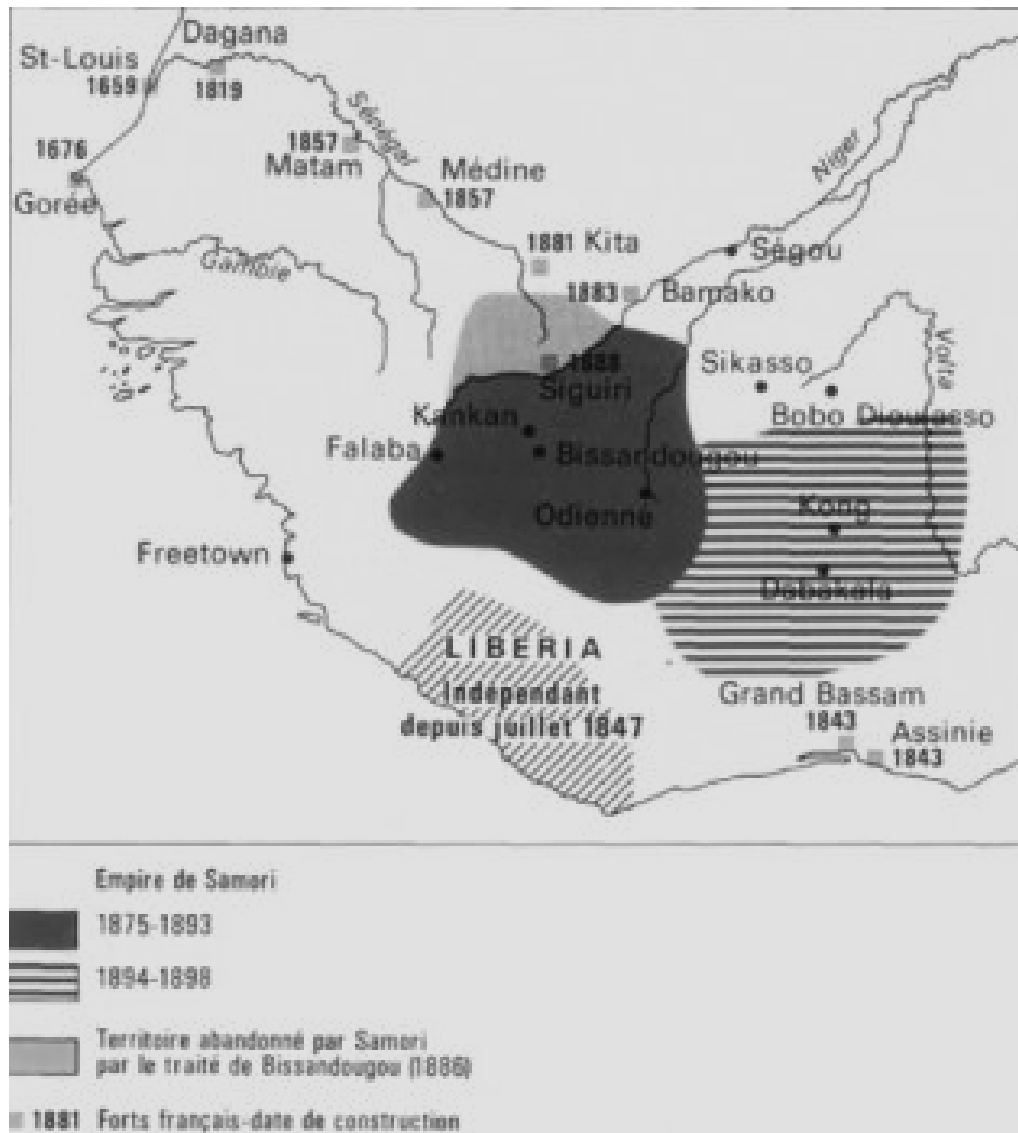 Dagana
St-Louis
1659
1819
Sénégal
1676
1857
Matam
Médine
Niger
Gorée
1857
Gambie
1881 Kita
Ségou
1883
Bamako
Volta
Sikasso
Siguiri
Bobo Dioulasso
Kankan
Falaba
Bissandougou
Kong
Odienné
Freetown
Dabakala
LIBERIA
Indépendant
depuis juillet 1847
Grand Bassam
1843
Assinie
1843
Empire de Samori
1875-1893
1894-1898
Territoire abandonné par Samori
par le traité de Bissandougou (1886)
1881 Forts français-date de construction